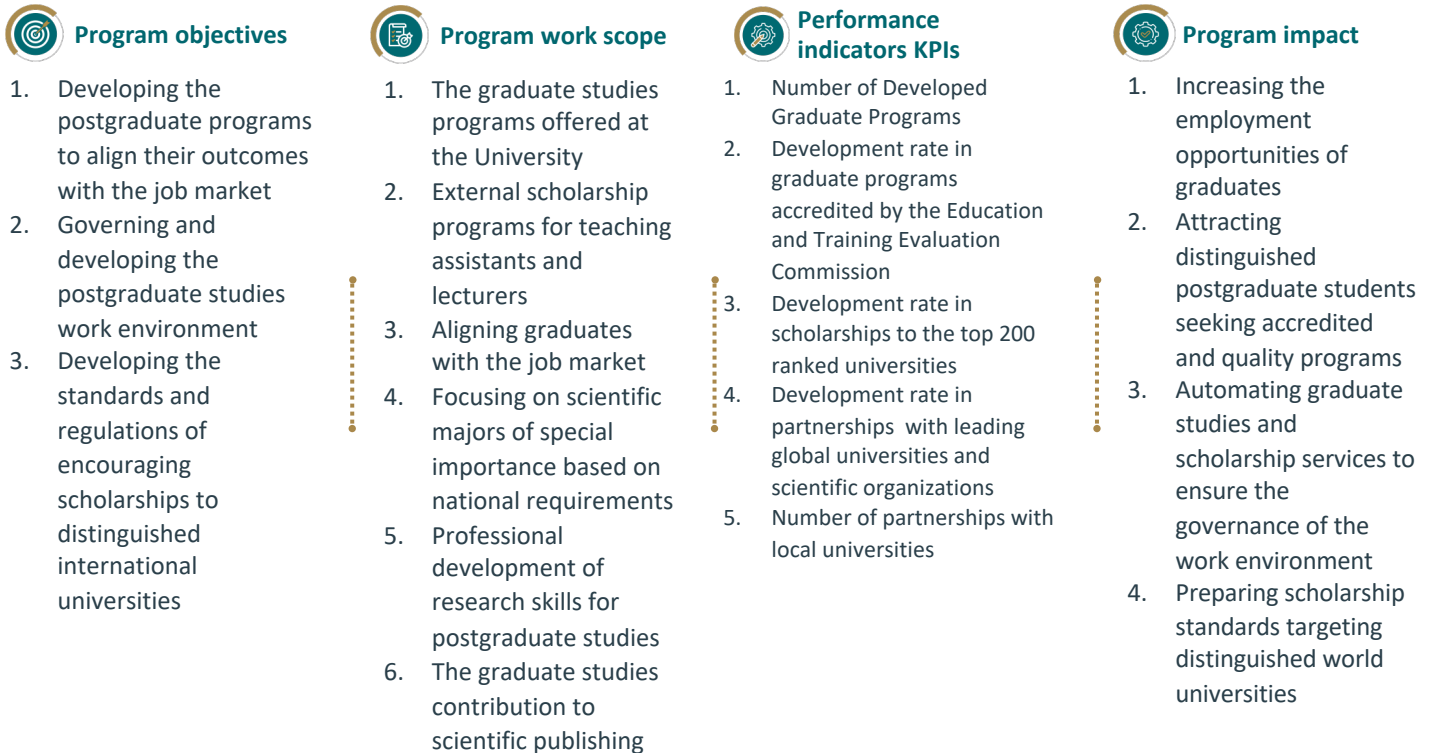 Program objectives
1. Developing the
postgraduate programs
to align their outcomes
with the job market
2. Governing and
developing the
postgraduate studies
work environment
3. Developing the
standards and
regulations of
encouraging
scholarships to
distinguished
international
universities
Program work scope
1. The graduate studies
programs offered at
the University
2. External scholarship
programs for teaching
assistants and
lecturers
3. Aligning graduates
with the job market
4. Focusing on scientific
majors of special
importance based on
national requirements
5. Professional
development of
research skills for
postgraduate studies
6. The graduate studies
contribution to
scientific publishing
Performance
indicators KPIs
1. Number of Developed
Graduate Programs
2. Development rate in
graduate programs
accredited by the Education
and Training Evaluation
Commission
3. Development rate in
scholarships to the top 200
ranked universities
4. Development rate in
partnerships with leading
global universities and
scientific organizations
5. Number of partnerships with
local universities
Program impact
1. Increasing the
employment
opportunities of
graduates
2. Attracting
distinguished
postgraduate students
seeking accredited
and quality programs
3. Automating graduate
studies and
scholarship services to
ensure the
governance of the
work environment
4. Preparing scholarship
standards targeting
distinguished world
universities